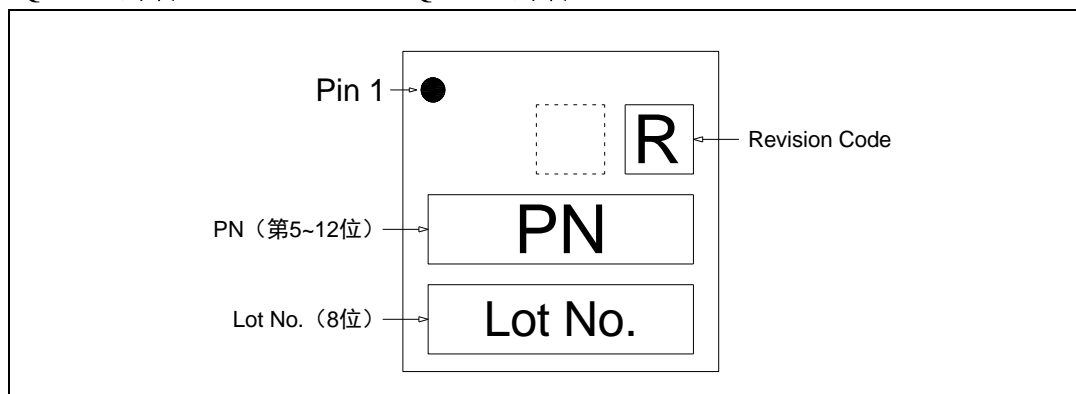 Pin 1
R
Revision Code
PN（第5~12位）
PN
Lot No.（8位）
Lot No.